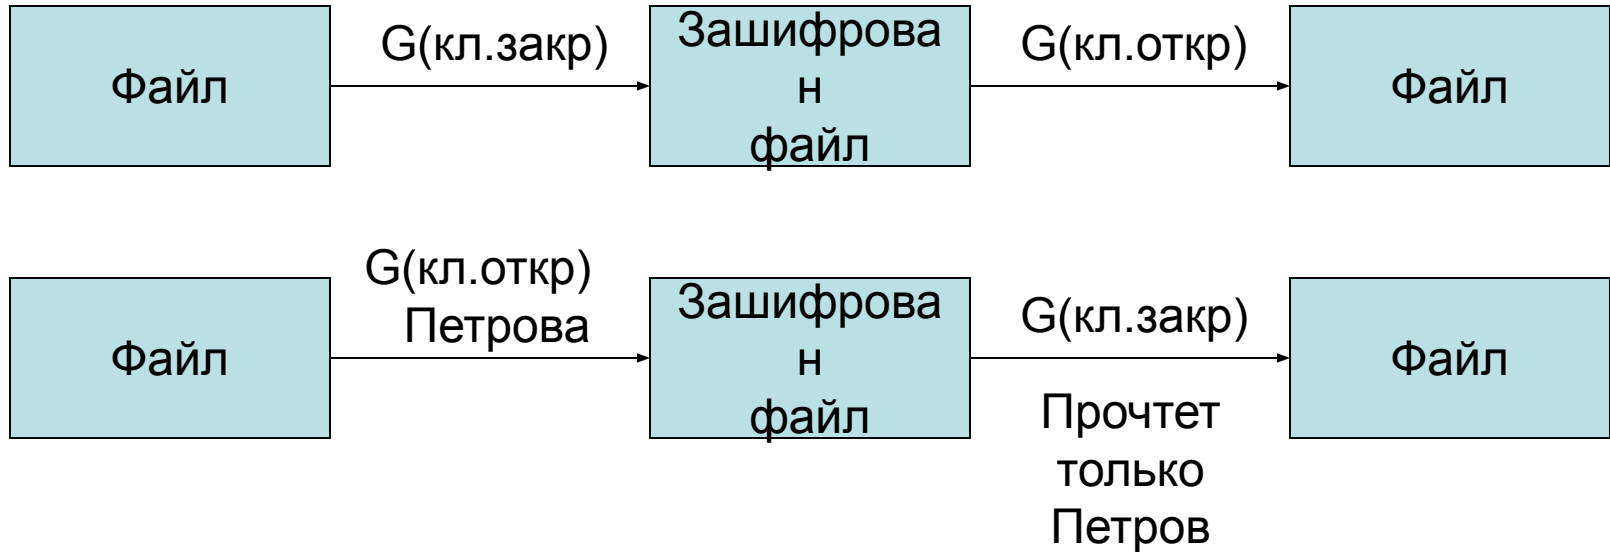 Файл
G(кл.закр)
Зашифрова
н
файл
G(кл.откр)
Файл
Файл
G(кл.откр)
Петрова
Зашифрова
н
файл
G(кл.закр)
Прочтет
только
Петров
Файл